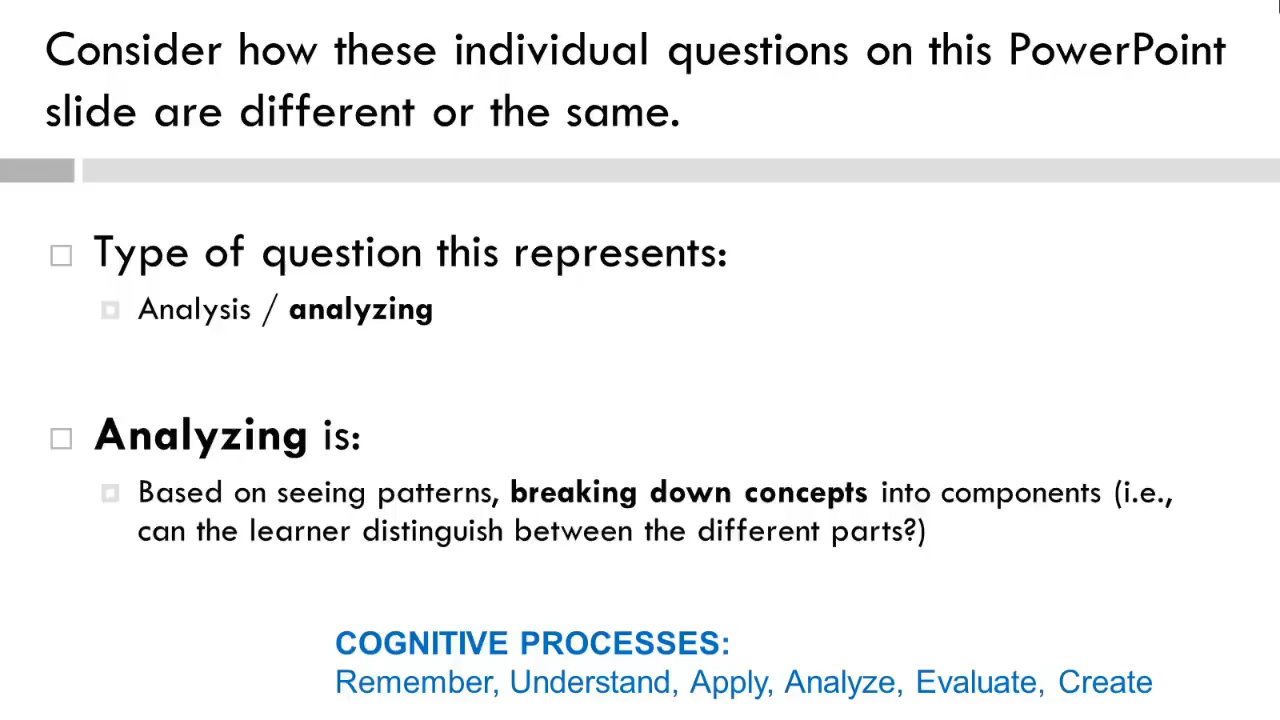 Consider how these individual questions on this PowerPoint
slide are different or the same.
Type of question this represents:
Analysis / analyzing
Analyzing is:
Based on seeing patterns, breaking down concepts into components (i.e.,
can the learner distinguish between the different parts?)
COGNITIVE PROCESSES:
Remember, Understand, Apply, Analyze, Evaluate, Create